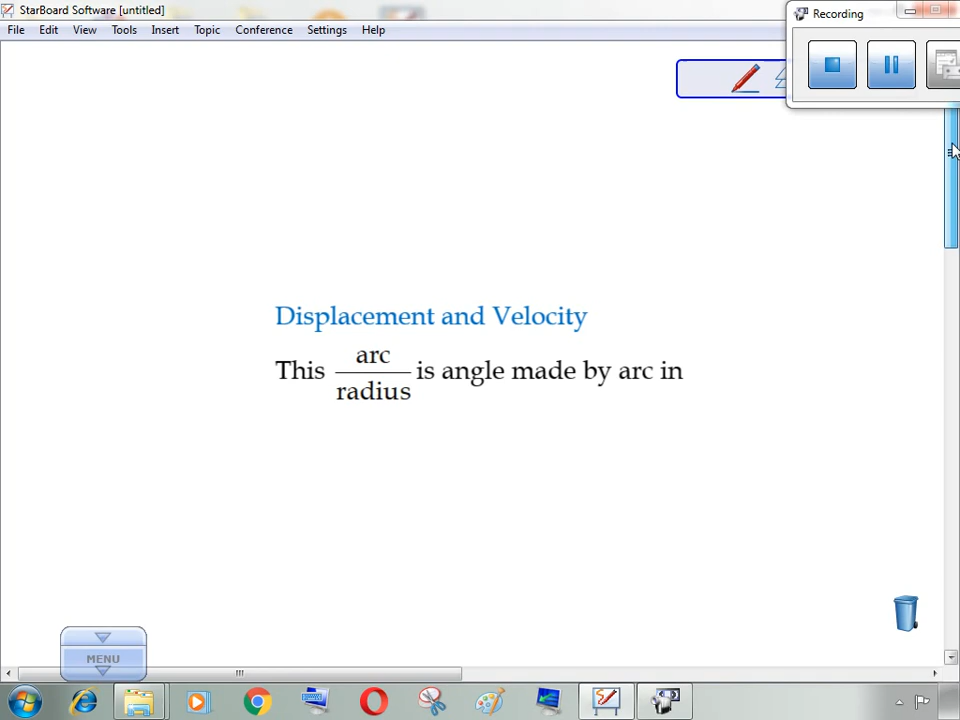 StarBoard Software [untitled]
Recording
File Edit View Tools Insert Topic Conference Settings Help
Displacement and Velocity
This arc/radius is angle made by arc in
MENU